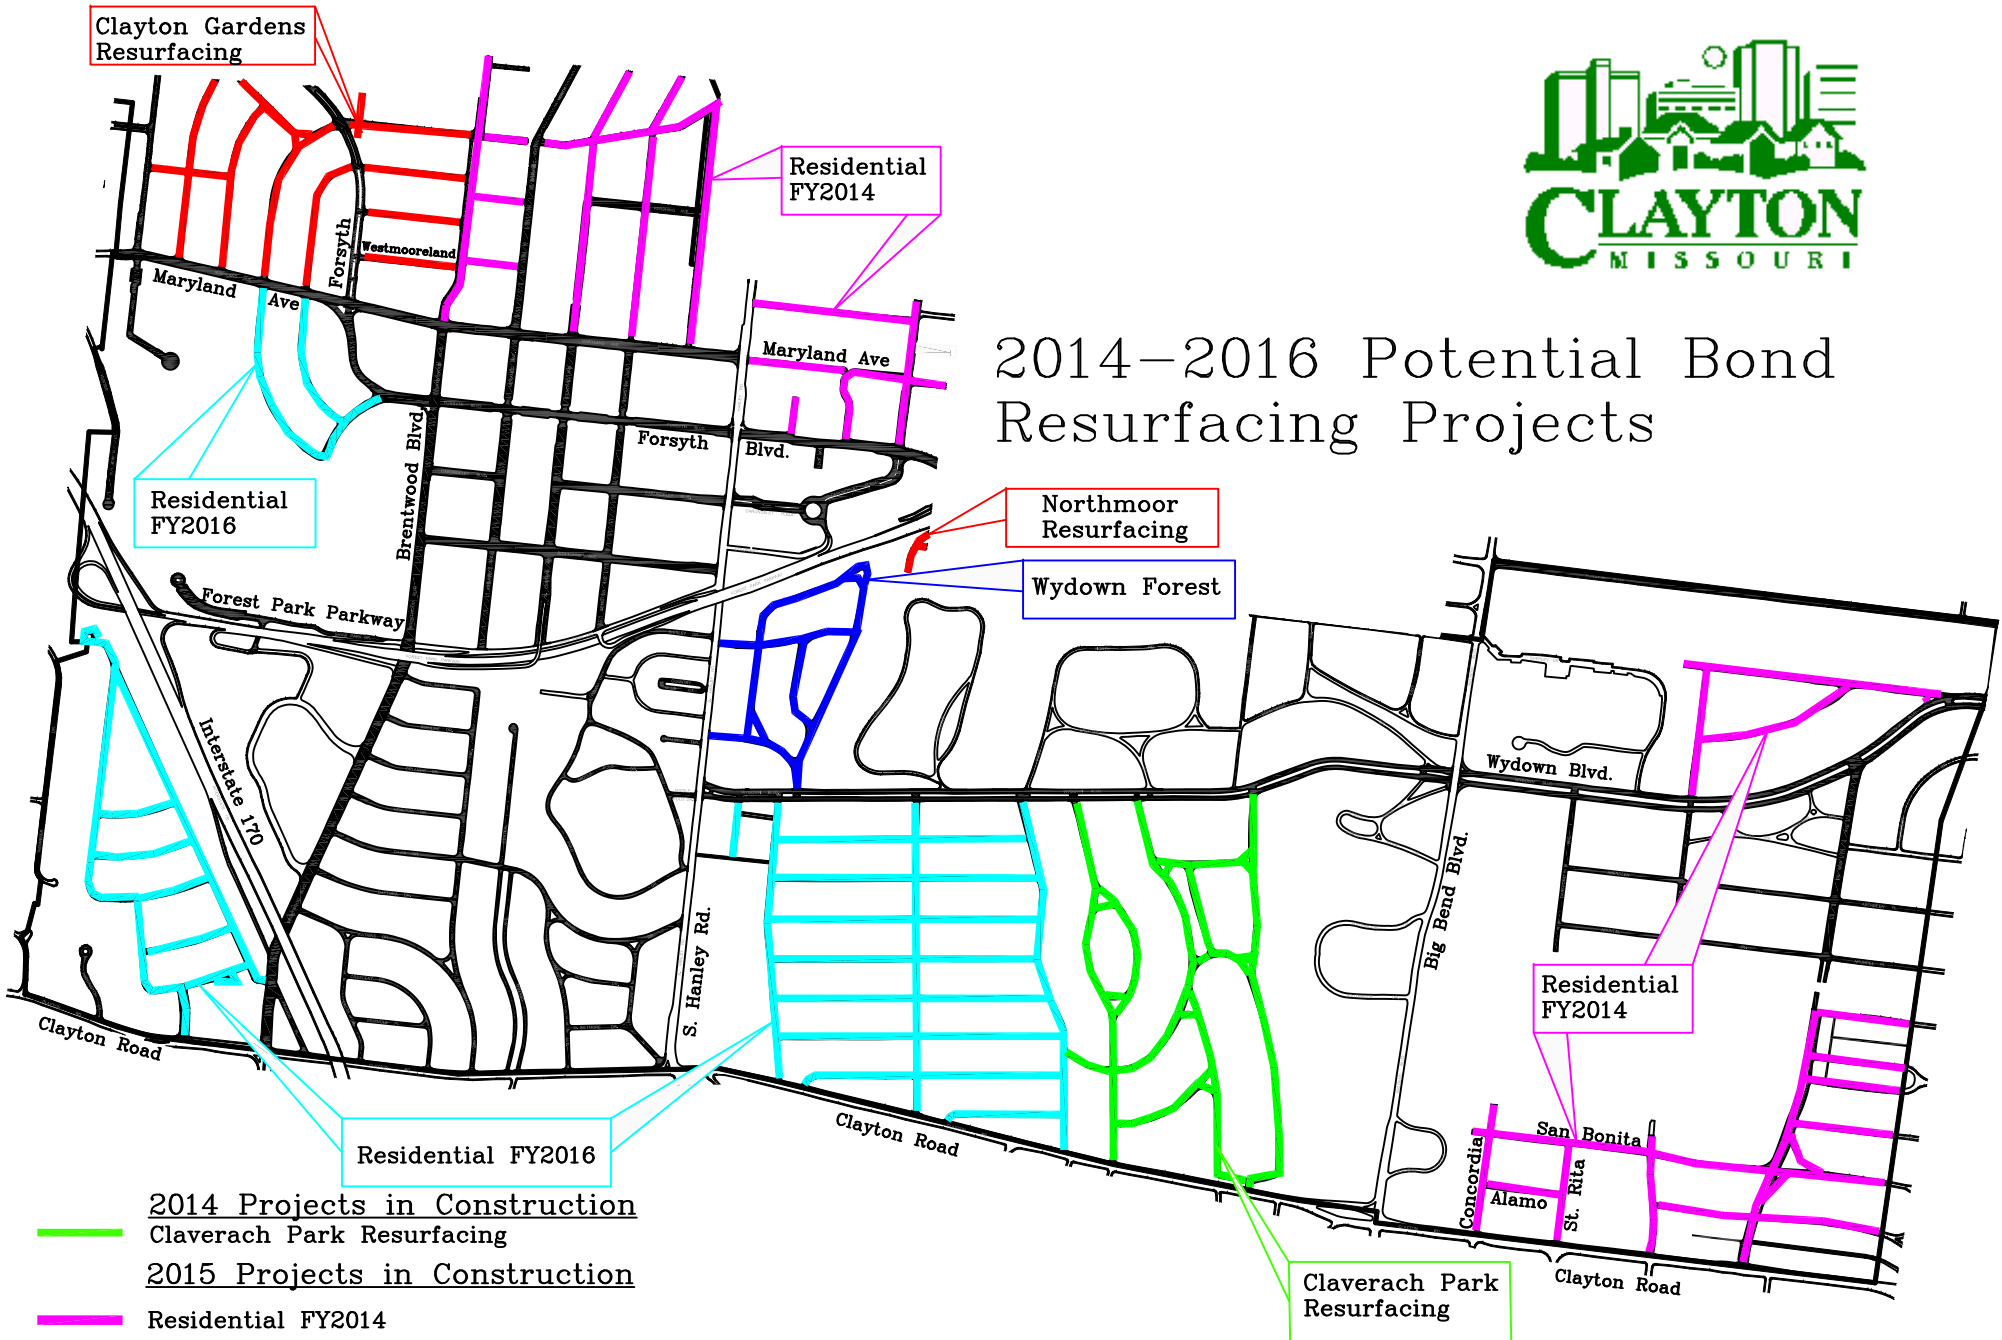 Clayton Gardens
Resurfacing
CLAYTON
MISSOURI
Residential
FY2014
Forsyth
Westmooreland
Maryland Ave
Maryland Ave
2014-2016 Potential Bond
Resurfacing Projects
Forsyth Blvd.
Brentwood Blvd.
Residential
FY2016
Northmoor
Resurfacing
Wydown Forest
Forest Park Parkway
Interstate 170
Wydown Blvd.
S. Hanley Rd.
Big Bend Blvd.
Residential
FY2014
Clayton Road
Clayton Road
Residential FY2016
San Bonita
Concordia
Alamo
St. Rita
Clayton Road
Claverach Park
Resurfacing
2014 Projects in Construction
Claverach Park Resurfacing
2015 Projects in Construction
Residential FY2014